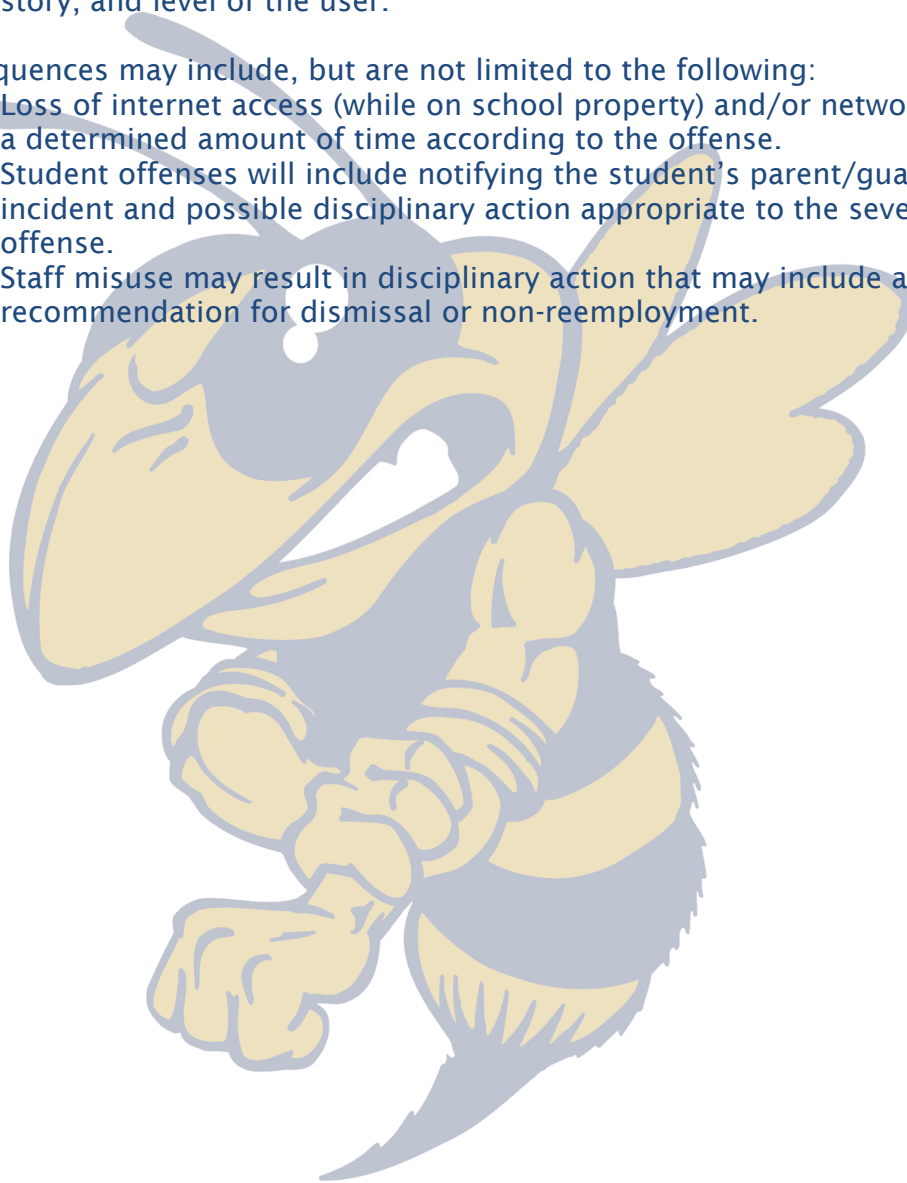 story, and level of the user.
quences may include, but are not limited to the following:
Loss of internet access (while on school property) and/or netwo
a determined amount of time according to the offense.
Student offenses will include notifying the student’s parent/gua
incident and possible disciplinary action appropriate to the seve
offense.
Staff misuse may result in disciplinary action that may include a
recommendation for dismissal or non-reemployment.